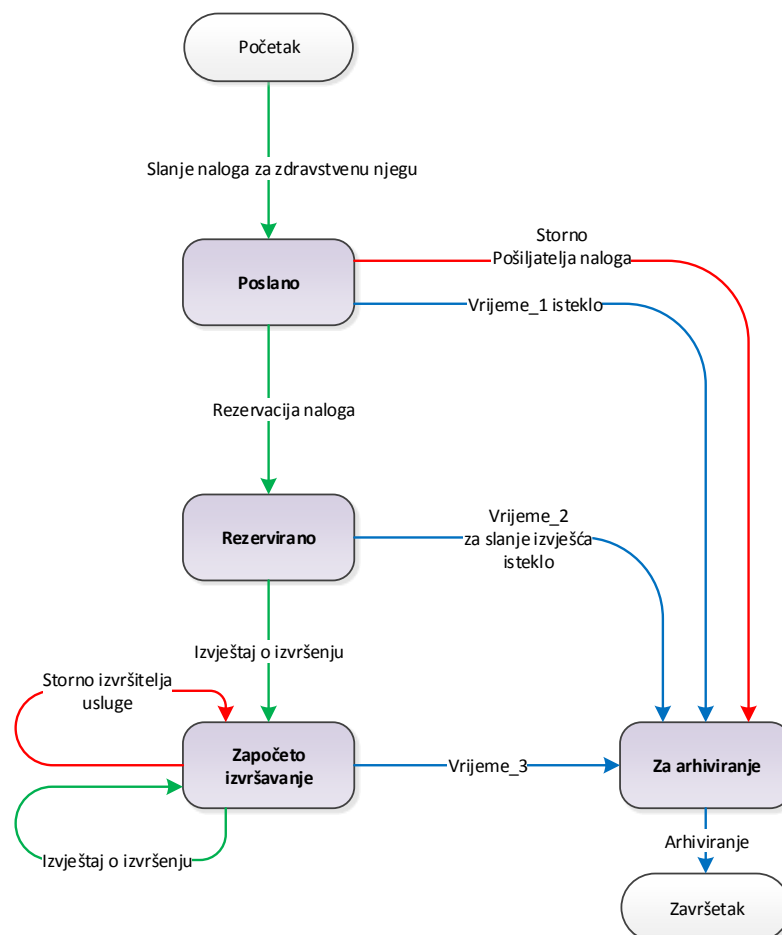 Početak
Slanje naloga za zdravstvenu njegu
Storno
Pošiljatelja naloga
Poslano
Vrijeme_1 isteklo
Rezervacija naloga
Vrijeme_2
za slanje izvješća
isteklo
Rezervirano
Izvještaj o izvršenju
Storno izvršitelja
usluge
Započeto
izvršavanje
Vrijeme_3
Za arhiviranje
Izvještaj o izvršenju
Arhiviranje
Završetak